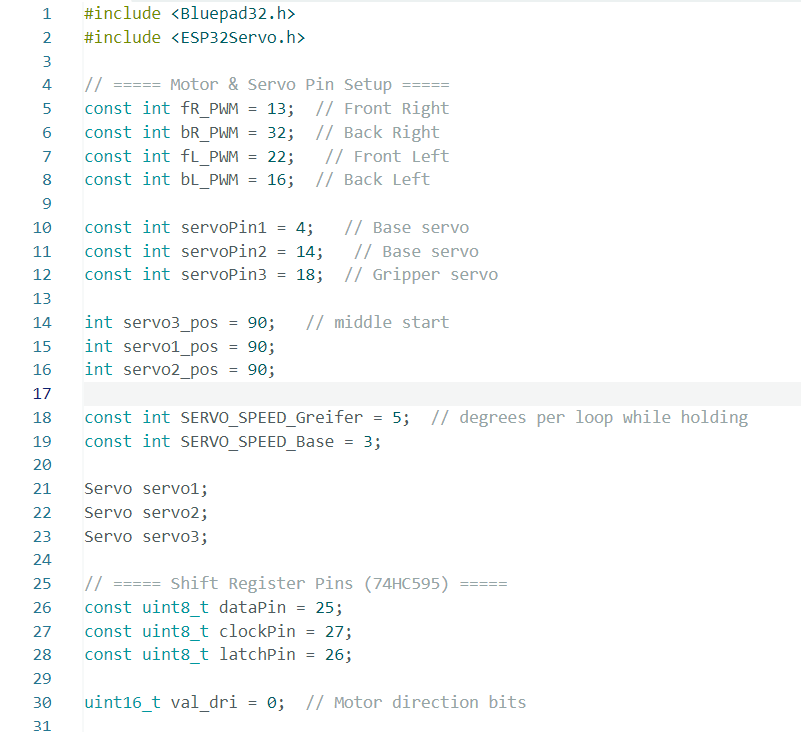 1 #include <Bluepad32.h>
2 #include <ESP32Servo.h>
3
4 // ===== Motor & Servo Pin Setup =====
5 const int fR_PWM = 13;  // Front Right
6 const int bR_PWM = 32;  // Back Right
7 const int fL_PWM = 22;   // Front Left
8 const int bL_PWM = 16;  // Back Left
9
10 const int servoPin1 = 4;   // Base servo
11 const int servoPin2 = 14;   // Base servo
12 const int servoPin3 = 18;  // Gripper servo
13
14 int servo3_pos = 90;   // middle start
15 int servo1_pos = 90;
16 int servo2_pos = 90;
17
18 const int SERVO_SPEED_Greifer = 5;  // degrees per loop while holding
19 const int SERVO_SPEED_Base = 3;
20
21 Servo servo1;
22 Servo servo2;
23 Servo servo3;
24
25 // ===== Shift Register Pins (74HC595) =====
26 const uint8_t dataPin = 25;
27 const uint8_t clockPin = 27;
28 const uint8_t latchPin = 26;
29
30 uint16_t val_dri = 0;  // Motor direction bits
31